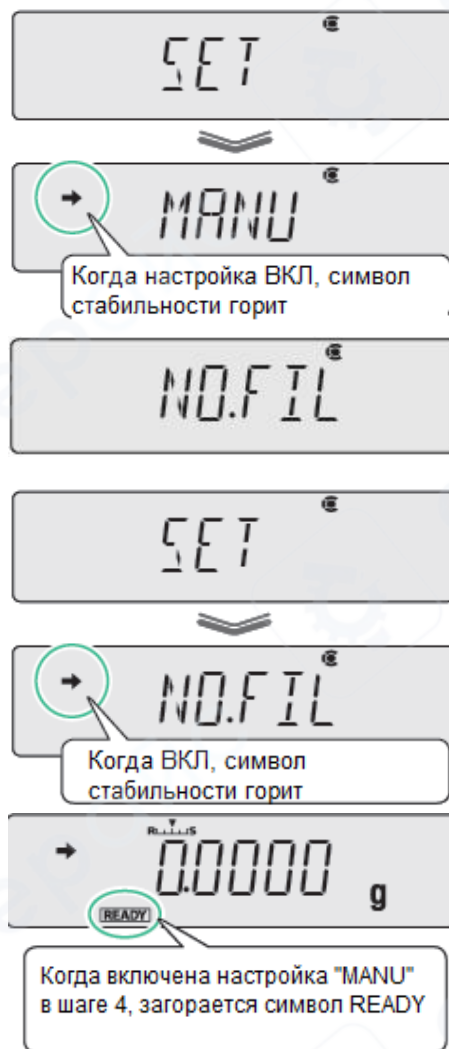 SET
MANU
Когда настройка ВКЛ, символ
стабильности горит
NO.FIL
SET
NO.FIL
Когда ВКЛ, символ
стабильности горит
R S
0.0000 g
READY
Когда включена настройка "MANU"
в шаге 4, загорается символ READY